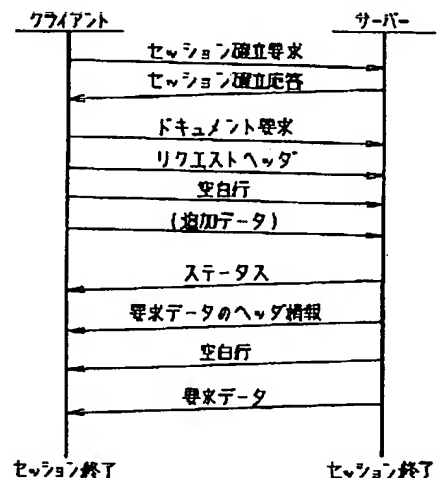 クライアント サーバー
セッション確立要求
セッション確立応答
ドキュメント要求
リクエストヘッダ
空白行
(追加データ)
ステータス
要求データのヘッダ情報
空白行
要求データ
セッション終了 セッション終了